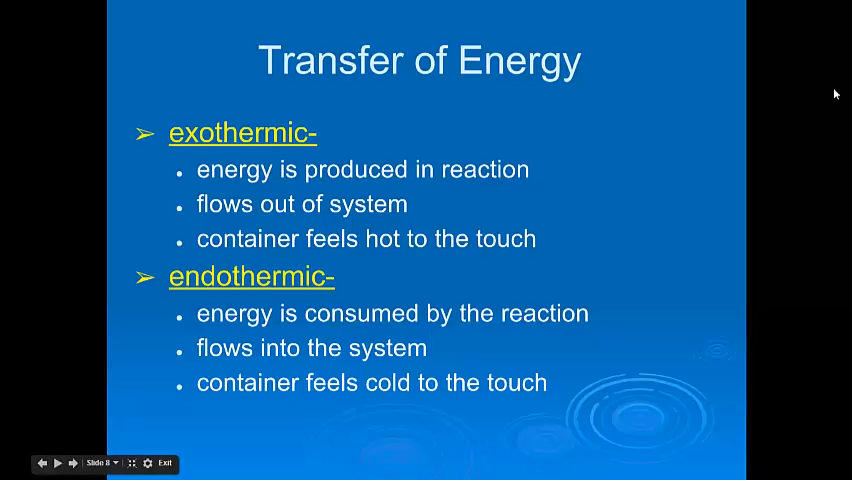 Transfer of Energy
➢ exothermic-
• energy is produced in reaction
• flows out of system
• container feels hot to the touch
➢ endothermic-
• energy is consumed by the reaction
• flows into the system
• container feels cold to the touch
Slide 8
Exit